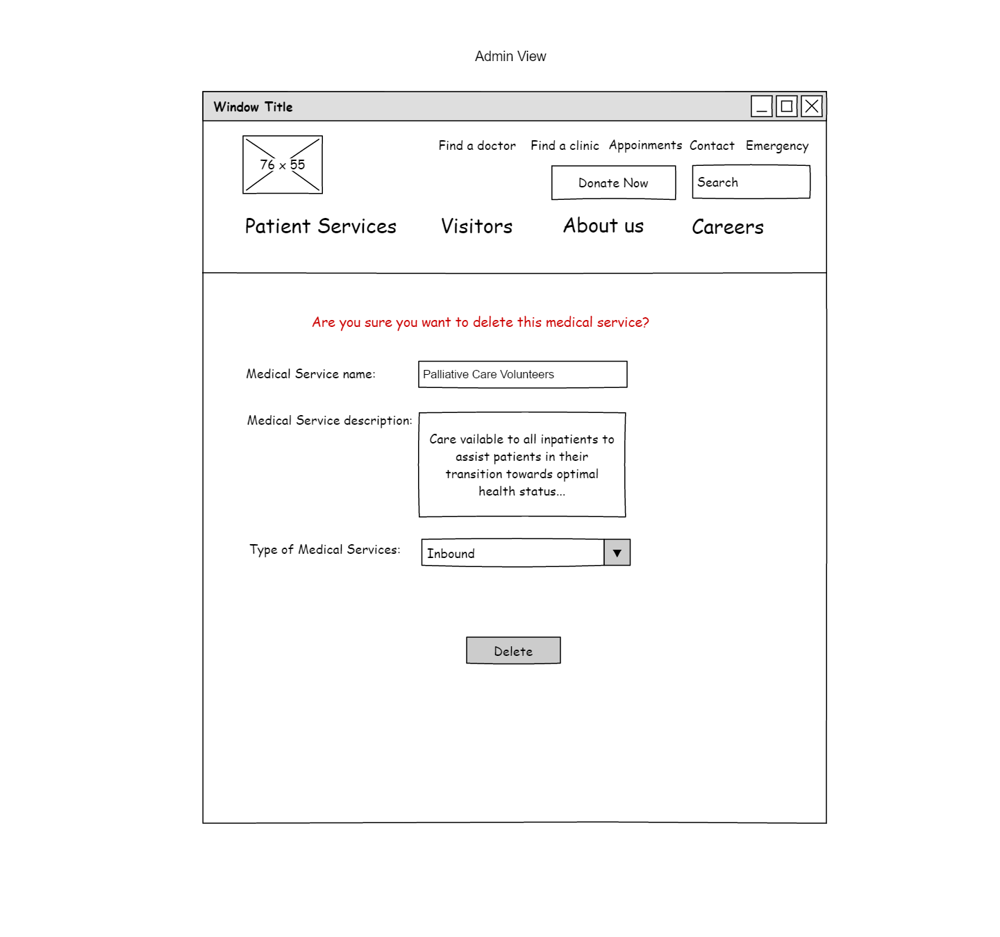 Admin View
Window Title
76 x 55
Find a doctor Find a clinic Appoinments Contact Emergency
Donate Now Search
Patient Services Visitors About us Careers
Are you sure you want to delete this medical service?
Medical Service name: Palliative Care Volunteers
Medical Service description:
Care vailable to all inpatients to
assist patients in their
transition towards optimal
health status...
Type of Medical Services: Inbound
Delete